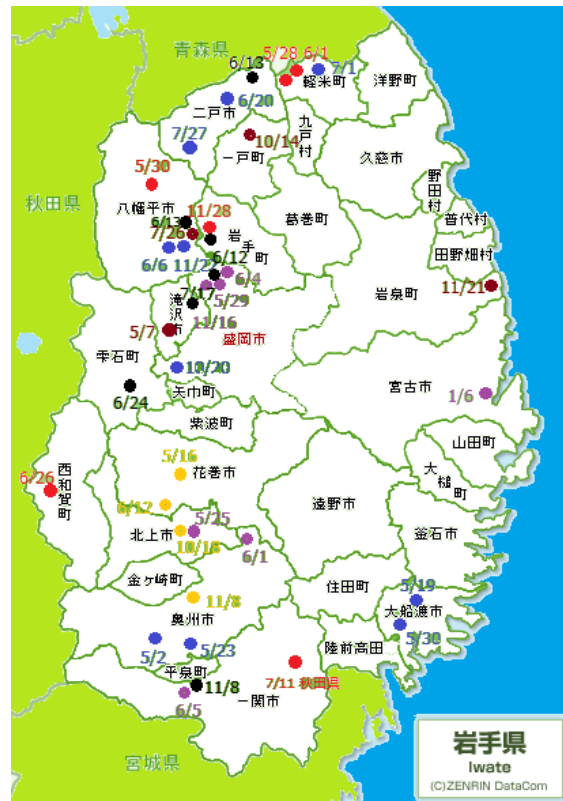 青森県
5/28 6/1
6/13
7/1
軽米町
洋野町
二戸市
6/20
九戸村
7/27
一戸町
10/14
久慈市
5/30
野田村
秋田県
八幡平市
11/28
葛巻町
普代村
6/13
7/26
岩手町
田野畑村
6/6
6/12
6/4
岩泉町
5/29
7/17
11/21
滝沢市
11/16
5/7
盛岡市
雫石町
矢巾町
宮古市
6/24
1/6
紫波町
山田町
5/16
花巻市
大槌町
6/26
西和賀町
遠野市
5/25
釜石市
北上市
10/18
6/1
金ヶ崎町
住田町
5/19
11/8
大船渡市
奥州市
5/30
5/2
5/23
陸前高田
平泉町
7/11 秋田県
11/8
6/5
一関市
岩手県
Iwate
(C)ZENRIN DataCom
宮城県